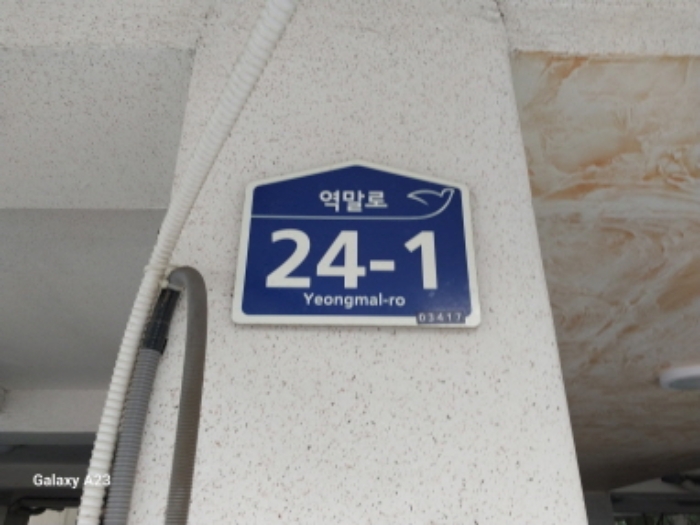 역말로
24-1
Yeongmal-ro
03417
Galaxy A23